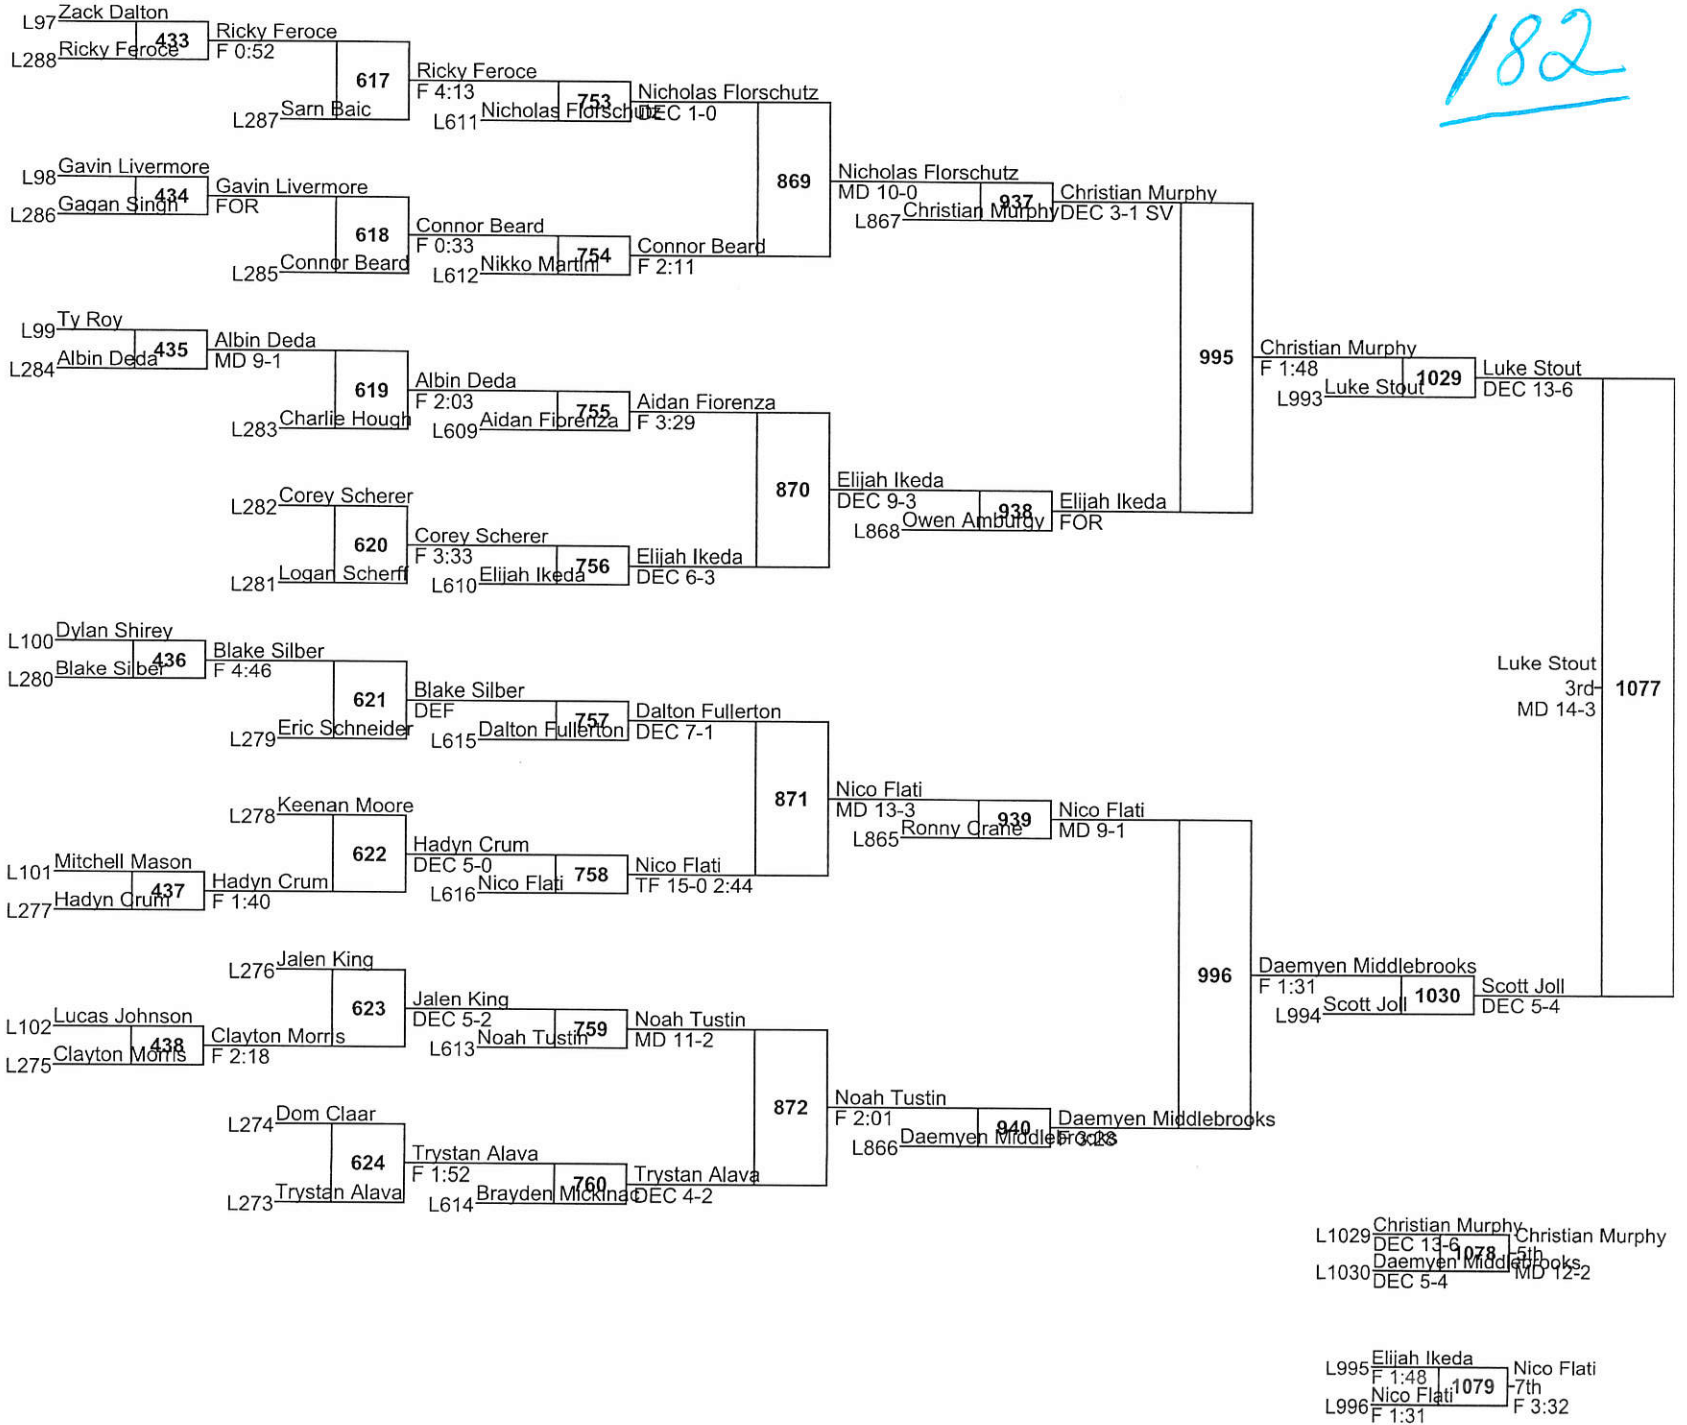 182
L97 Zack Dalton
433
L288 Ricky Feroce
Ricky Feroce
F 0:52
617
L287 Sarn Baic
Ricky Feroce
F 4:13
753
L611 Nicholas Florschutz
Nicholas Florschutz
DEC 1-0
L98 Gavin Livermore
434
L286 Gagan Singh
Gavin Livermore
FOR
618
L285 Connor Beard
Connor Beard
F 0:33
754
L612 Nikko Martini
Connor Beard
F 2:11
869
Nicholas Florschutz
MD 10-0
937
L867 Christian Murphy
Christian Murphy
DEC 3-1 SV
L99 Ty Roy
435
L284 Albin Deda
Albin Deda
MD 9-1
619
L283 Charlie Hough
Albin Deda
F 2:03
755
L609 Aidan Fiorenza
Aidan Fiorenza
F 3:29
L282 Corey Scherer
620
L281 Logan Scherff
Corey Scherer
F 3:33
756
L610 Elijah Ikeda
Elijah Ikeda
DEC 6-3
870
Elijah Ikeda
DEC 9-3
938
L868 Owen Amburgy
Elijah Ikeda
FOR
995
Christian Murphy
F 1:48
1029
L993 Luke Stout
Luke Stout
DEC 13-6
L100 Dylan Shirey
436
L280 Blake Silber
Blake Silber
F 4:46
621
L279 Eric Schneider
Blake Silber
DEF
757
L615 Dalton Fullerton
Dalton Fullerton
DEC 7-1
L278 Keenan Moore
622
L101 Mitchell Mason
437
L277 Hadyn Crum
Hadyn Crum
F 1:40
Hadyn Crum
DEC 5-0
758
L616 Nico Flati
Nico Flati
TF 15-0 2:44
871
Nico Flati
MD 13-3
939
L865 Ronny Crane
Nico Flati
MD 9-1
L276 Jalen King
623
L102 Lucas Johnson
438
L275 Clayton Morris
Clayton Morris
F 2:18
Jalen King
DEC 5-2
759
L613 Noah Tustin
Noah Tustin
MD 11-2
L274 Dom Claar
624
L273 Trystan Alava
Trystan Alava
F 1:52
760
L614 Brayden Mickinac
Trystan Alava
DEC 4-2
872
Noah Tustin
F 2:01
940
L866 Daemyen Middlebrooks
Daemyen Middlebrooks
F 3:28
996
Daemyen Middlebrooks
F 1:31
1030
L994 Scott Joll
Scott Joll
DEC 5-4
Luke Stout
3rd
MD 14-3
1077
L1029 Christian Murphy
DEC 13-6
1078
L1030 Daemyen Middlebrooks
DEC 5-4
Christian Murphy
5th
MD 12-2
L995 Elijah Ikeda
F 1:48
1079
L996 Nico Flati
F 1:31
Nico Flati
7th
F 3:32